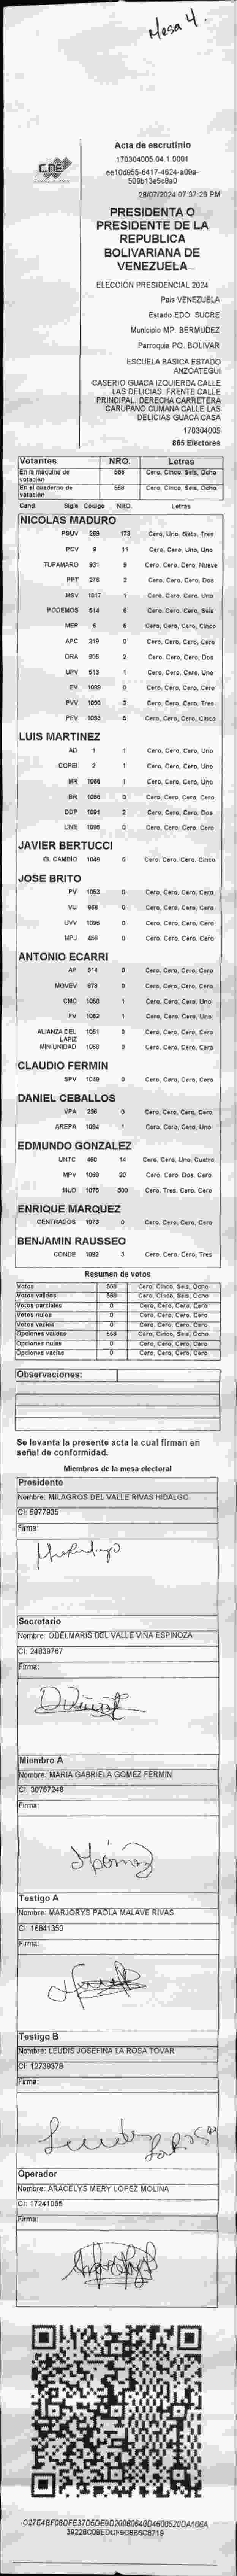 Mesa 4.
CNE
Acta de escrutinio
170304005.04.1.0001
ee10d955-6417-4624-a09a-
509b13e5c8a0
28/07/2024 07:37:26 PM
PRESIDENTA O
PRESIDENTE DE LA
REPUBLICA
BOLIVARIANA DE
VENEZUELA
ELECCIÓN PRESIDENCIAL 2024
Pais VENEZUELA
Estado EDO. SUCRE
Municipio MP. BERMUDEZ
Parroquia PQ. BOLIVAR
ESCUELA BASICA ESTADO
ANZOATEGUI
CASERIO GUACA IZQUIERDA CALLE
LAS DELICIAS. FRENTE CALLE
PRINCIPAL. DERECHA CARRETERA
CARUPANO CUMANA CALLE LAS
DELICIAS GUACA CASA
170304005
865 Electores
Votantes NRO. Letras
En la máquina de votación 568 Cero, Cinco, Seis, Ocho
En el cuaderno de votación 568 Cero, Cinco, Seis, Ocho
Cand Sigla Código NRO. Letras
NICOLAS MADURO
PSUV 269 173 Cero, Uno, Siete, Tres
PCV 9 11 Cero, Cero, Uno, Uno
TUPAMARO 931 9 Cero, Cero, Cero, Nueve
PPT 276 2 Cero, Cero, Cero, Dos
MSV 1017 1 Cero, Cero, Cero, Uno
PODEMOS 514 6 Cero, Cero, Cero, Seis
MEP 6 5 Cero, Cero, Cero, Cinco
APC 219 0 Cero, Cero, Cero, Cero
ORA 905 2 Cero, Cero, Cero, Dos
UPV 513 1 Cero, Cero, Cero, Uno
EV 1089 0 Cero, Cero, Cero, Cero
PVV 1090 3 Cero, Cero, Cero, Tres
PFV 1093 5 Cero, Cero, Cero, Cinco
LUIS MARTINEZ
AD 1 1 Cero, Cero, Cero, Uno
COPEI 2 1 Cero, Cero, Cero, Uno
MR 1065 1 Cero, Cero, Cero, Uno
BR 1066 0 Cero, Cero, Cero, Cero
DDP 1091 2 Cero, Cero, Cero, Dos
UNE 1095 0 Cero, Cero, Cero, Cero
JAVIER BERTUCCI
EL CAMBIO 1048 5 Cero, Cero, Cero, Cinco
JOSE BRITO
PV 1053 0 Cero, Cero, Cero, Cero
VU 966 0 Cero, Cero, Cero, Cero
UVV 1096 0 Cero, Cero, Cero, Cero
MPJ 458 0 Cero, Cero, Cero, Cero
ANTONIO ECARRI
AP 814 0 Cero, Cero, Cero, Cero
MOVEV 979 0 Cero, Cero, Cero, Cero
CMC 1060 1 Cero, Cero, Cero, Uno
FV 1062 1 Cero, Cero, Cero, Uno
ALIANZA DEL LAPIZ 1061 0 Cero, Cero, Cero, Cero
MIN UNIDAD 1068 0 Cero, Cero, Cero, Cero
CLAUDIO FERMIN
SPV 1049 0 Cero, Cero, Cero, Cero
DANIEL CEBALLOS
VPA 238 0 Cero, Cero, Cero, Cero
AREPA 1094 1 Cero, Cero, Cero, Uno
EDMUNDO GONZALEZ
UNTC 460 14 Cero, Cero, Uno, Cuatro
MPV 1069 20 Cero, Cero, Dos, Cero
MUD 1075 300 Cero, Tres, Cero, Cero
ENRIQUE MARQUEZ
CENTRADOS 1073 0 Cero, Cero, Cero, Cero
BENJAMIN RAUSSEO
CONDE 1092 3 Cero, Cero, Cero, Tres
Resumen de votos
Votos 568 Cero, Cinco, Seis, Ocho
Votos validos 568 Cero, Cinco, Seis, Ocho
Votos parciales 0 Cero, Cero, Cero, Cero
Votos nulos 0 Cero, Cero, Cero, Cero
Votos vacios 0 Cero, Cero, Cero, Cero
Opciones validas 568 Cero, Cinco, Seis, Ocho
Opciones nulas 0 Cero, Cero, Cero, Cero
Opciones vacias 0 Cero, Cero, Cero, Cero
Observaciones:
Se levanta la presente acta la cual firman en
señal de conformidad.
Miembros de la mesa electoral
Presidente
Nombre: MILAGROS DEL VALLE RIVAS HIDALGO
CI: 5877935
Firma:
Secretario
Nombre: ODELMARIS DEL VALLE VIÑA ESPINOZA
CI: 24839767
Firma:
Miembro A
Nombre: MARIA GABRIELA GOMEZ FERMIN
CI: 30767248
Firma:
Gómez
Testigo A
Nombre: MARJORYS PAOLA MALAVE RIVAS
CI: 16841350
Firma:
Testigo B
Nombre: LEUDIS JOSEFINA LA ROSA TOVAR
CI: 12739378
Firma:
Leudis La Rosa
Operador
Nombre: ARACELYS MERY LOPEZ MOLINA
CI: 17241055
Firma:
C27E4BF08DFE37D5DE9D20980640D4600520DA106A
39228C08EDCF9C8B6C8719